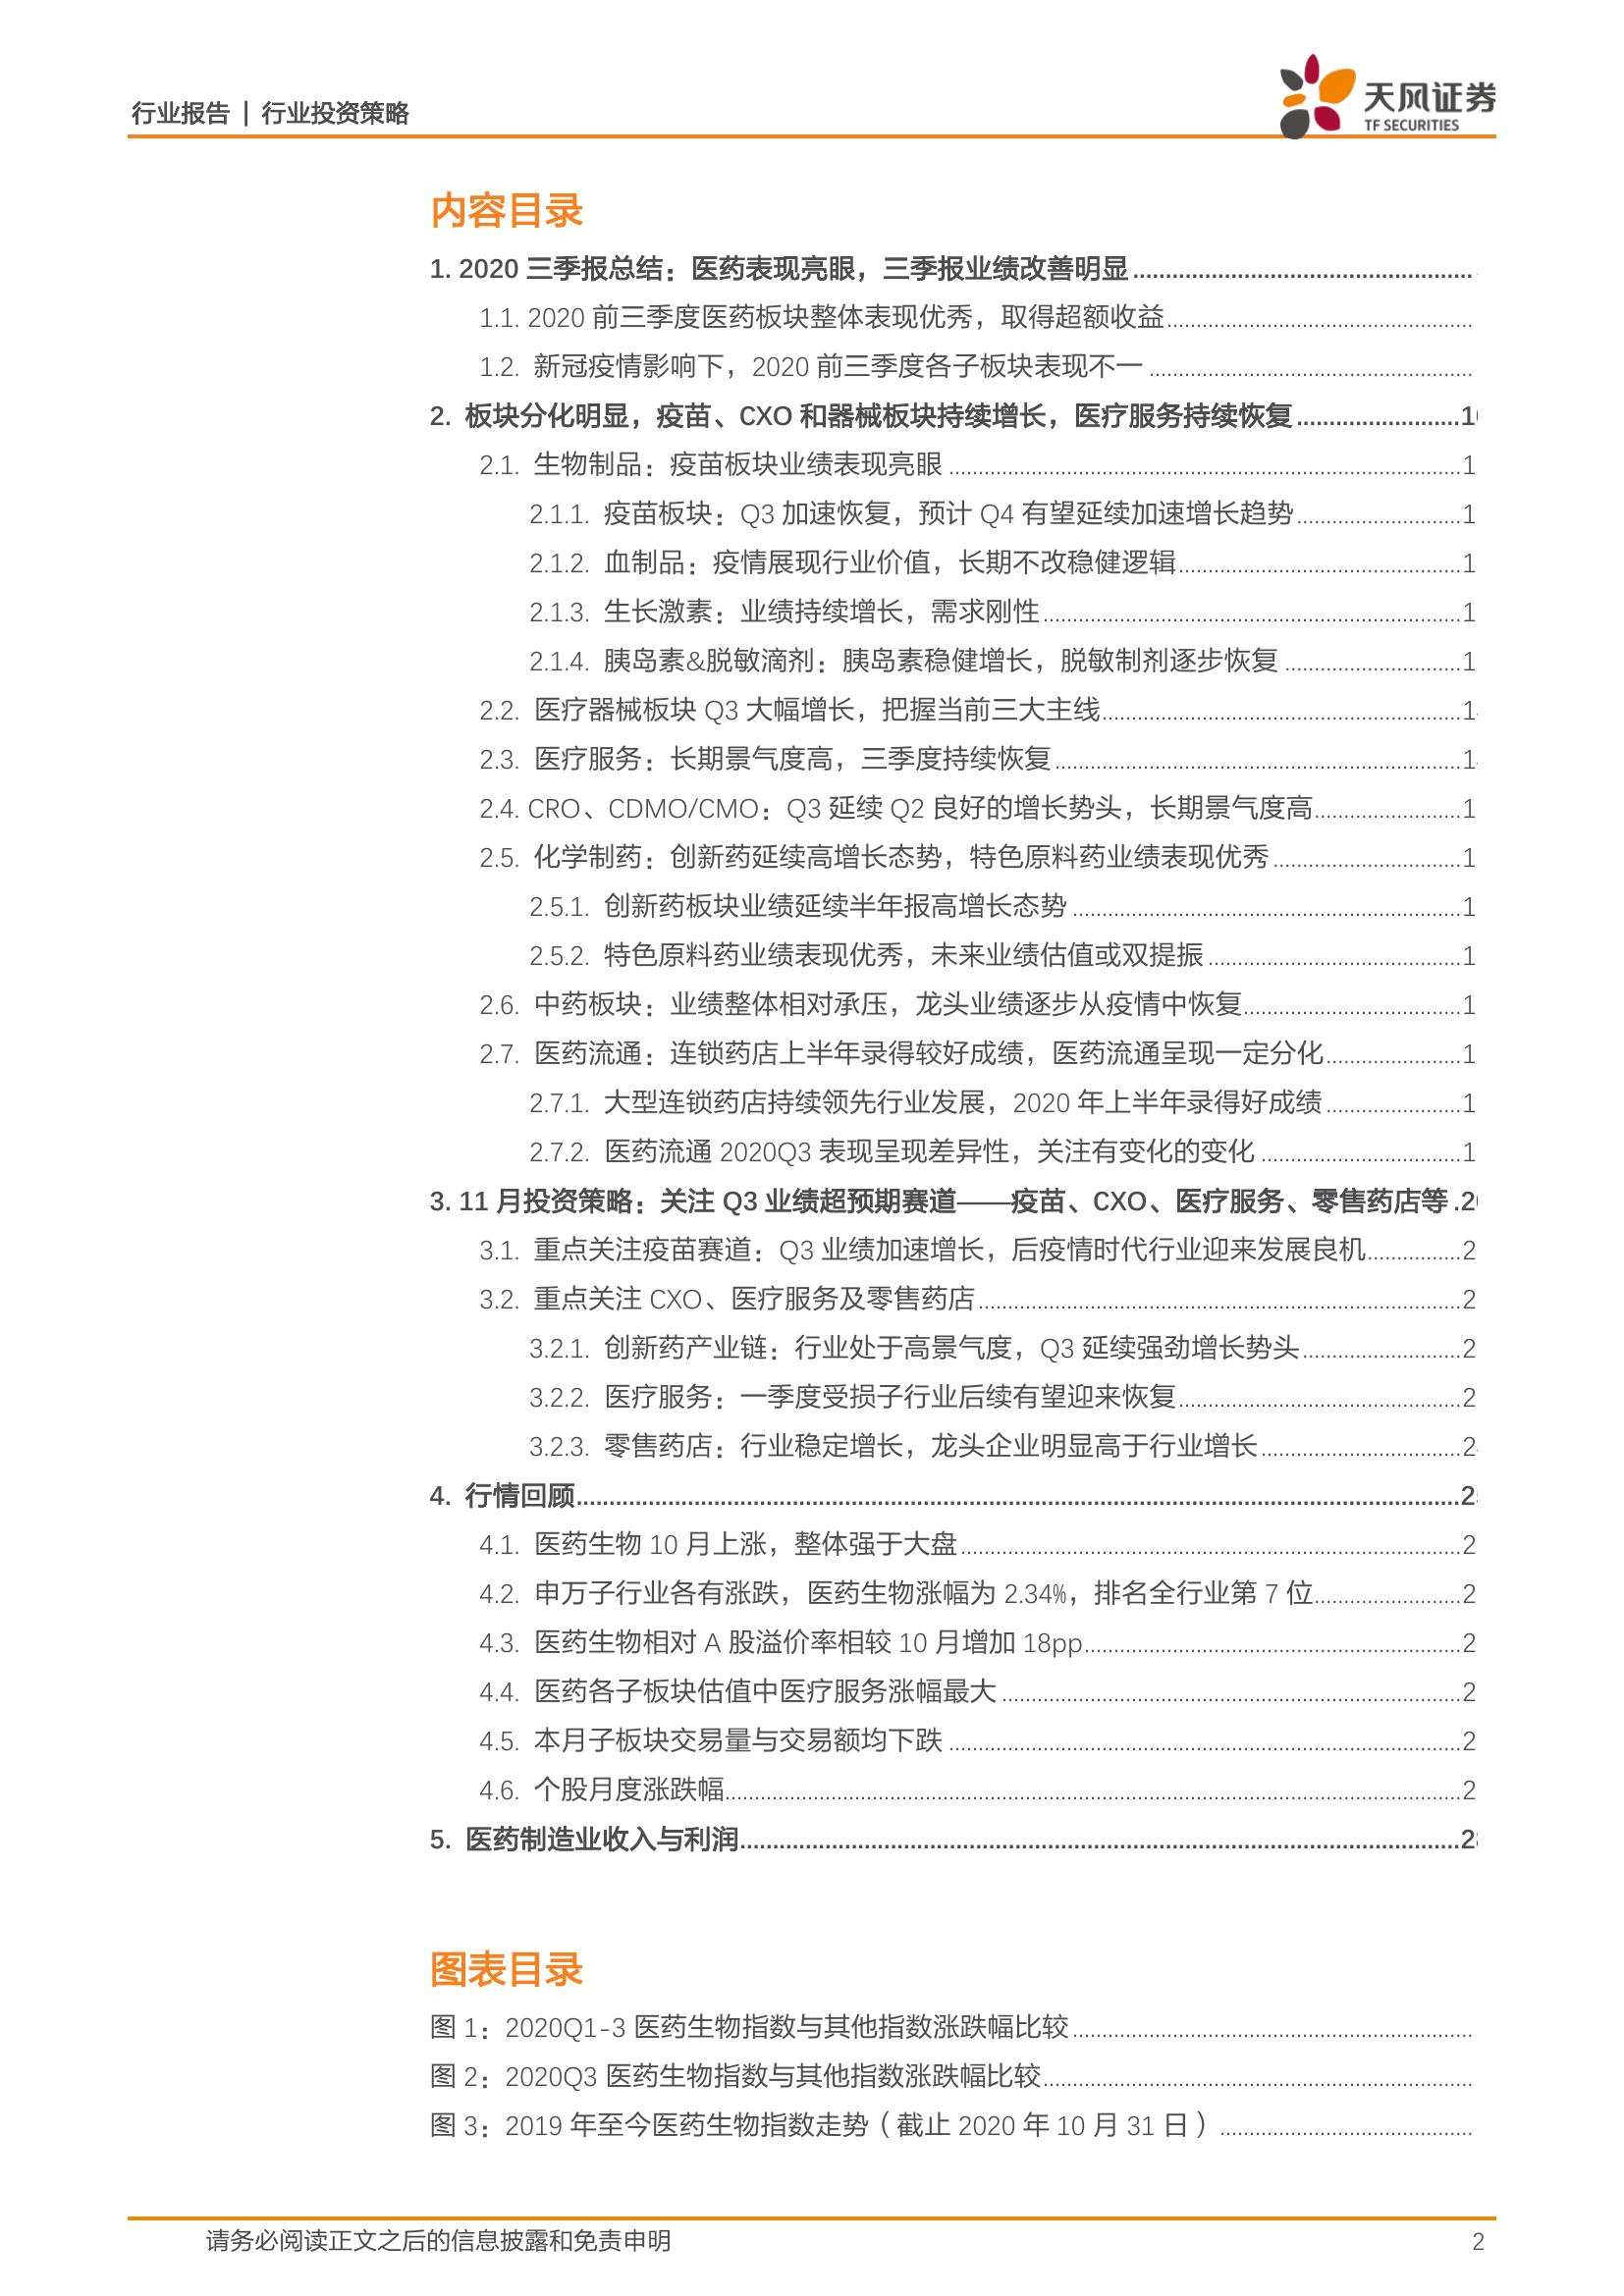 行业报告 | 行业投资策略
天风证券
TF SECURITIES
内容目录
1. 2020 三季报总结：医药表现亮眼，三季报业绩改善明显
1.1. 2020 前三季度医药板块整体表现优秀，取得超额收益
1.2. 新冠疫情影响下，2020 前三季度各子板块表现不一
2. 板块分化明显，疫苗、CXO 和器械板块持续增长，医疗服务持续恢复
2.1. 生物制品：疫苗板块业绩表现亮眼
2.1.1. 疫苗板块：Q3 加速恢复，预计 Q4 有望延续加速增长趋势
2.1.2. 血制品：疫情展现行业价值，长期不改稳健逻辑
2.1.3. 生长激素：业绩持续增长，需求刚性
2.1.4. 胰岛素&脱敏滴剂：胰岛素稳健增长，脱敏制剂逐步恢复
2.2. 医疗器械板块 Q3 大幅增长，把握当前三大主线
2.3. 医疗服务：长期景气度高，三季度持续恢复
2.4. CRO、CDMO/CMO：Q3 延续 Q2 良好的增长势头，长期景气度高
2.5. 化学制药：创新药延续高增长态势，特色原料药业绩表现优秀
2.5.1. 创新药板块业绩延续半年报高增长态势
2.5.2. 特色原料药业绩表现优秀，未来业绩估值或双提振
2.6. 中药板块：业绩整体相对承压，龙头业绩逐步从疫情中恢复
2.7. 医药流通：连锁药店上半年录得较好成绩，医药流通呈现一定分化
2.7.1. 大型连锁药店持续领先行业发展，2020 年上半年录得好成绩
2.7.2. 医药流通 2020Q3 表现呈现差异性，关注有变化的变化
3. 11 月投资策略：关注 Q3 业绩超预期赛道——疫苗、CXO、医疗服务、零售药店等
3.1. 重点关注疫苗赛道：Q3 业绩加速增长，后疫情时代行业迎来发展良机
3.2. 重点关注 CXO、医疗服务及零售药店
3.2.1. 创新药产业链：行业处于高景气度，Q3 延续强劲增长势头
3.2.2. 医疗服务：一季度受损子行业后续有望迎来恢复
3.2.3. 零售药店：行业稳定增长，龙头企业明显高于行业增长
4. 行情回顾
4.1. 医药生物 10 月上涨，整体强于大盘
4.2. 申万子行业各有涨跌，医药生物涨幅为 2.34%，排名全行业第 7 位
4.3. 医药生物相对 A 股溢价率相较 10 月增加 18pp
4.4. 医药各子板块估值中医疗服务涨幅最大
4.5. 本月子板块交易量与交易额均下跌
4.6. 个股月度涨跌幅
5. 医药制造业收入与利润
图表目录
图 1：2020Q1-3 医药生物指数与其他指数涨跌幅比较
图 2：2020Q3 医药生物指数与其他指数涨跌幅比较
图 3：2019 年至今医药生物指数走势（截止 2020 年 10 月 31 日）
请务必阅读正文之后的信息披露和免责申明
2